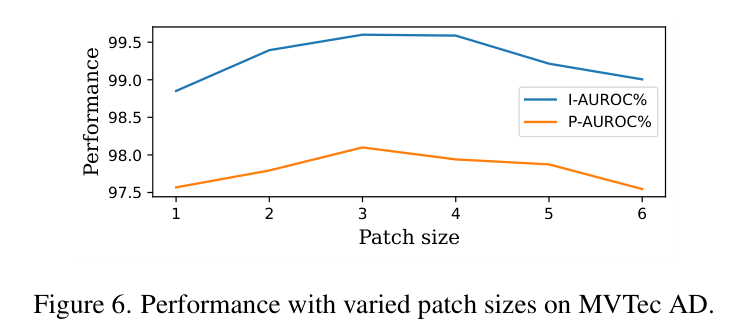 99.5
99.0
98.5
98.0
97.5
Performance
I-AUROC%
P-AUROC%
1 2 3 4 5 6
Patch size
Figure 6. Performance with varied patch sizes on MVTec AD.